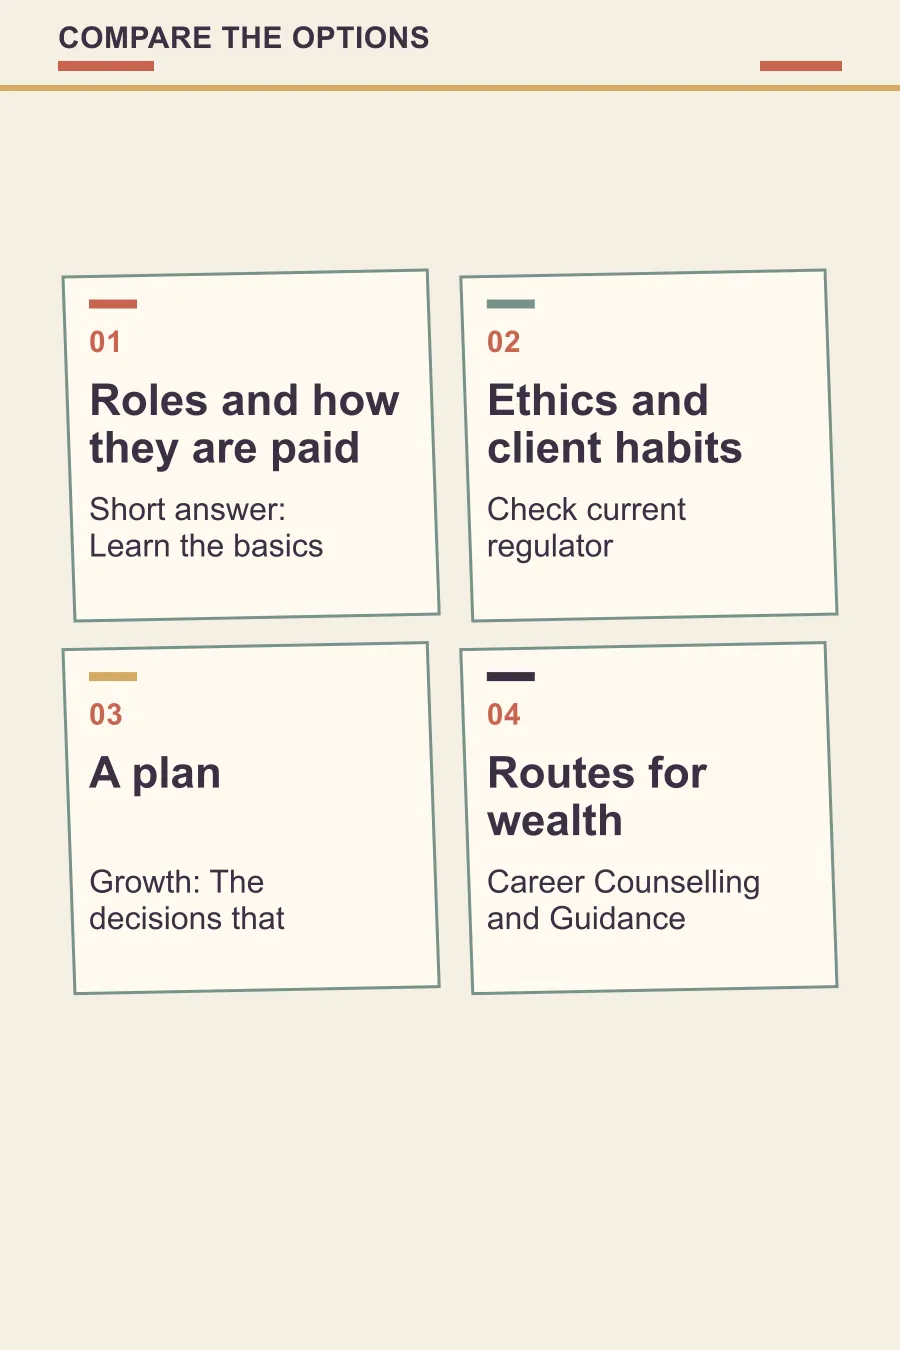 COMPARE THE OPTIONS
01
Roles and how
they are paid
Short answer:
Learn the basics
02
Ethics and
client habits
Check current
regulator
03
A plan
Growth: The
decisions that
04
Routes for
wealth
Career Counselling
and Guidance